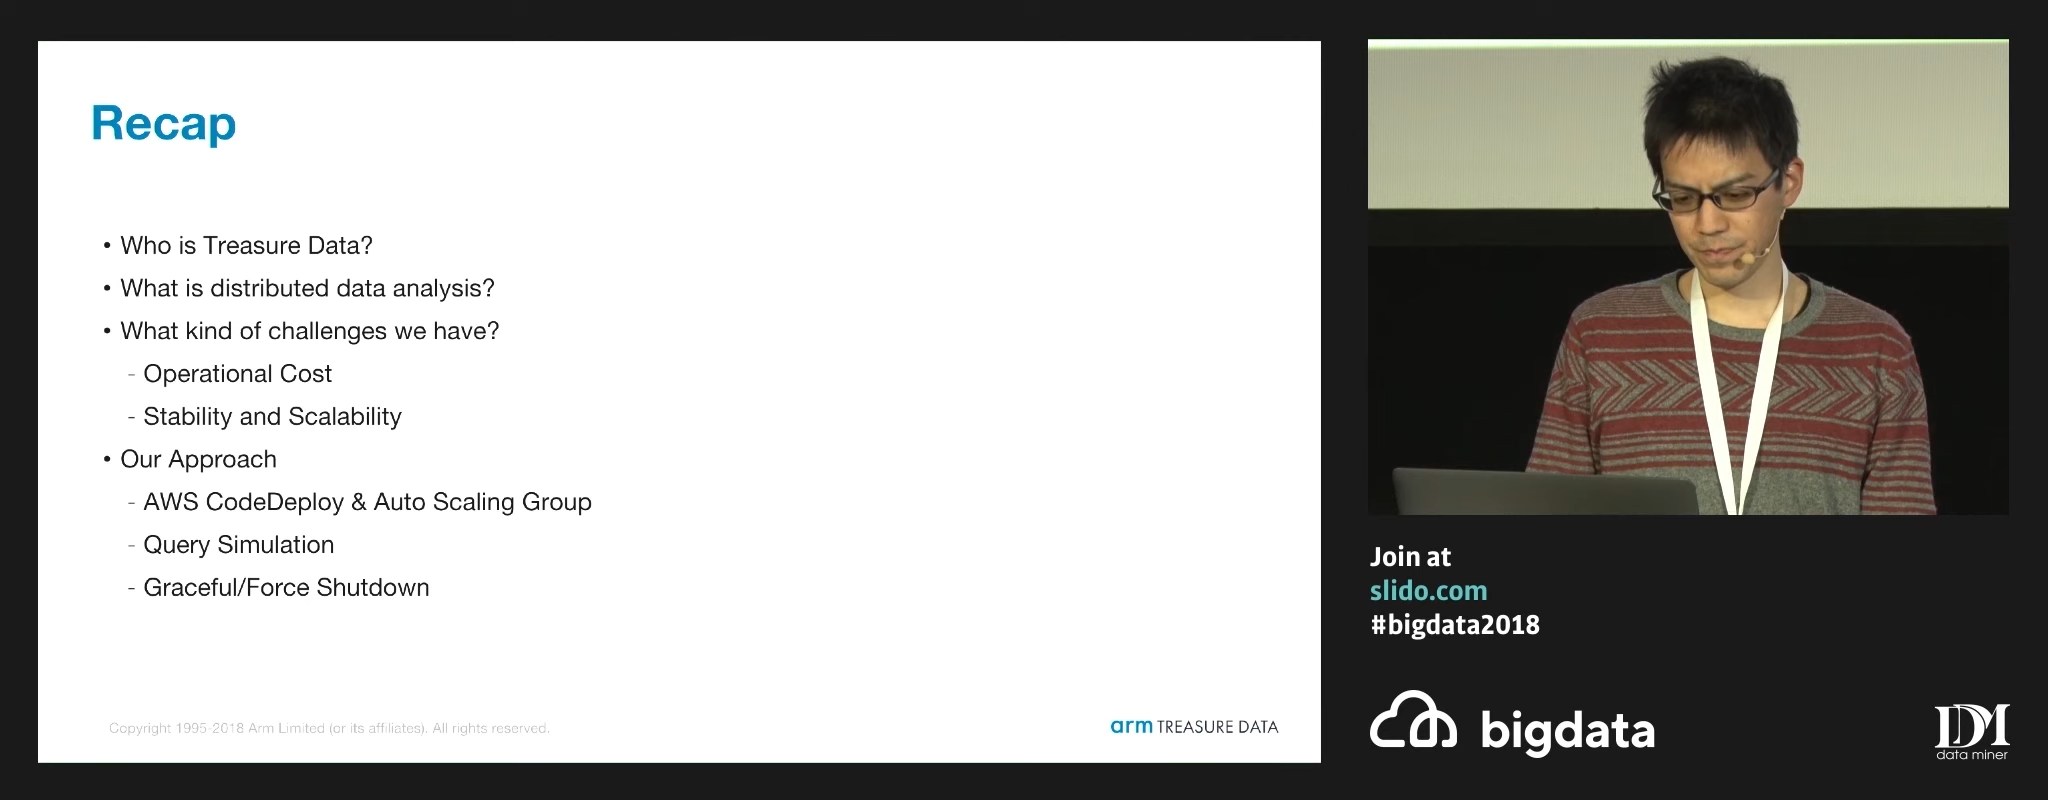 Recap
• Who is Treasure Data?
• What is distributed data analysis?
• What kind of challenges we have?
- Operational Cost
- Stability and Scalability
• Our Approach
- AWS CodeDeploy & Auto Scaling Group
- Query Simulation
- Graceful/Force Shutdown
Copyright 1995-2018 Arm Limited (or its affiliates). All rights reserved.
arm TREASURE DATA
Join at
slido.com
#bigdata2018
bigdata
DM
data miner